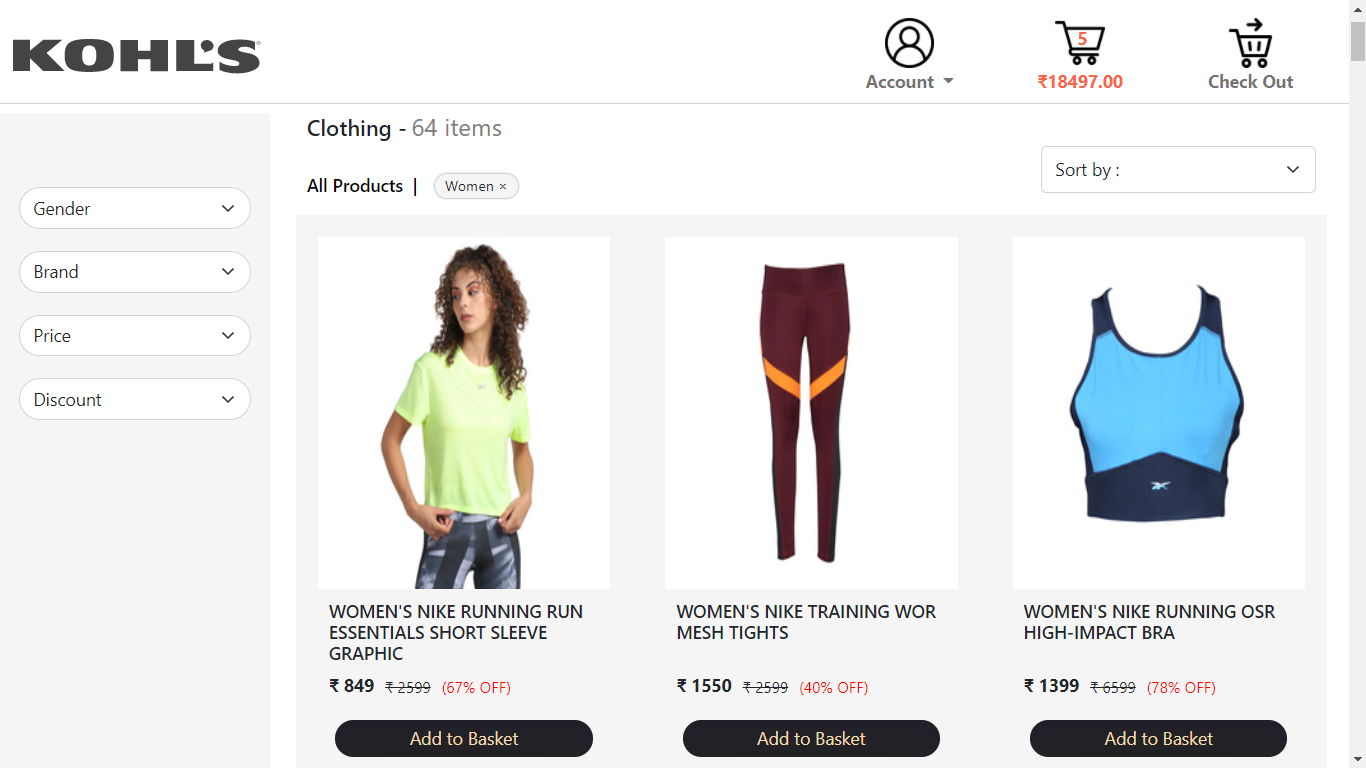 KOHL'S
Account
5
₹18497.00
Check Out
Clothing - 64 items
All Products | Women ×
Sort by :
Gender
Brand
Price
Discount
WOMEN'S NIKE RUNNING RUN
ESSENTIALS SHORT SLEEVE
GRAPHIC
₹ 849 ₹ 2599 (67% OFF)
Add to Basket
WOMEN'S NIKE TRAINING WOR
MESH TIGHTS
₹ 1550 ₹ 2599 (40% OFF)
Add to Basket
WOMEN'S NIKE RUNNING OSR
HIGH-IMPACT BRA
₹ 1399 ₹ 6599 (78% OFF)
Add to Basket